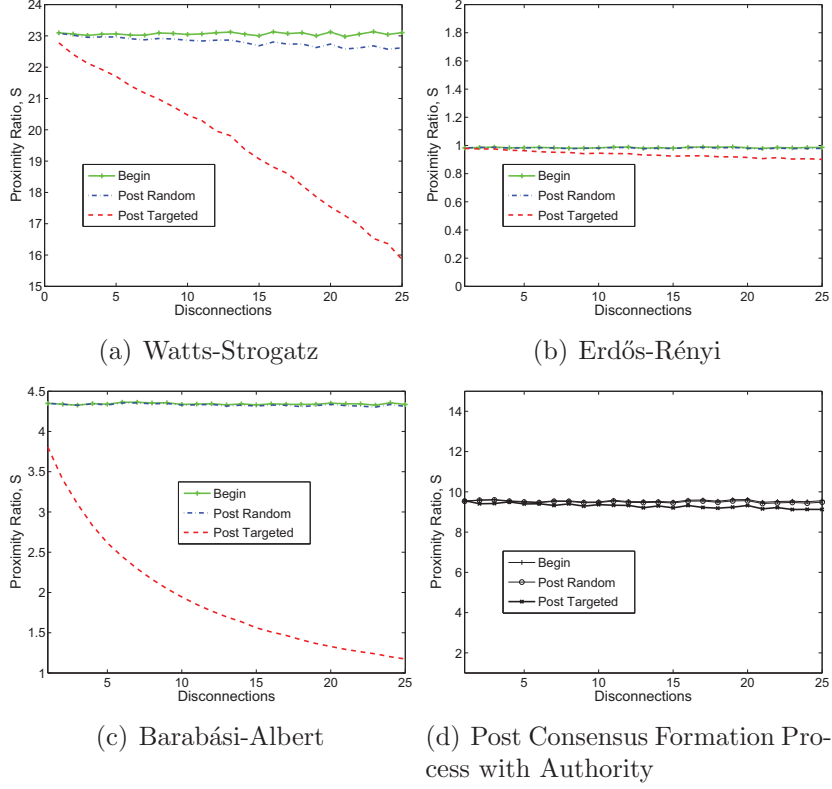 24
23
22
21
20
19
18
17
16
15
0 5 10 15 20 25
Proximity Ratio, S
Disconnections
Begin
Post Random
Post Targeted
(a) Watts-Strogatz
2
1.8
1.6
1.4
1.2
1
0.8
0.6
0.4
0.2
0
5 10 15 20 25
Proximity Ratio, S
Disconnections
Begin
Post Random
Post Targeted
(b) Erdős-Rényi
4.5
4
3.5
3
2.5
2
1.5
1
5 10 15 20 25
Proximity Ratio, S
Disconnections
Begin
Post Random
Post Targeted
(c) Barabási-Albert
14
12
10
8
6
4
2
5 10 15 20 25
Proximity Ratio, S
Disconnections
Begin
Post Random
Post Targeted
(d) Post Consensus Formation Pro-
cess with Authority